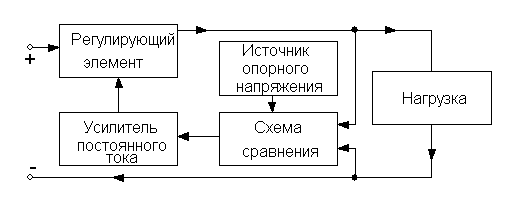 Регулирующий
элемент
Источник
опорного
напряжения
Нагрузка
+
Усилитель
постоянного
тока
Схема
сравнения
-